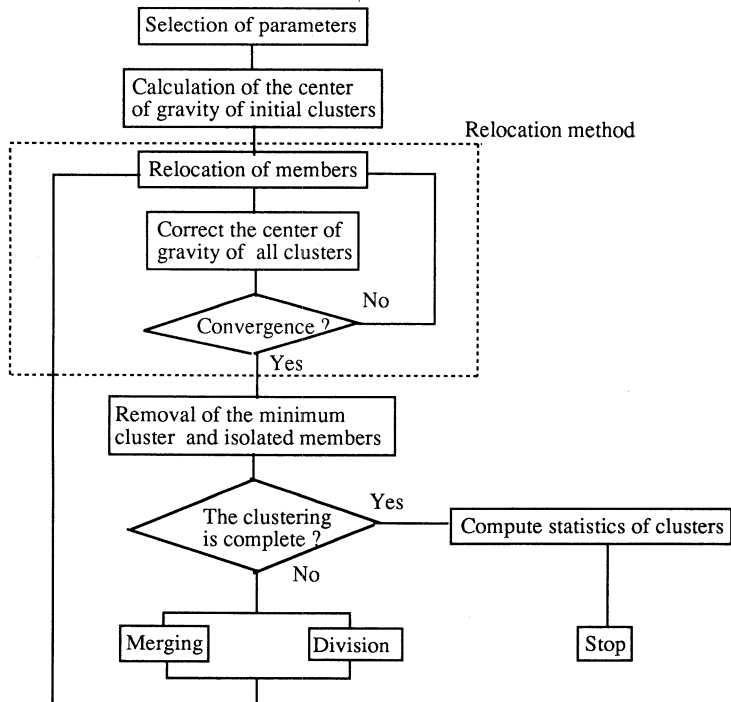 Selection of parameters
Calculation of the center
of gravity of initial clusters
Relocation method
Relocation of members
Correct the center of
gravity of all clusters
No
Convergence ?
Yes
Removal of the minimum
cluster and isolated members
Yes
The clustering
is complete ?
Compute statistics of clusters
No
Merging
Division
Stop